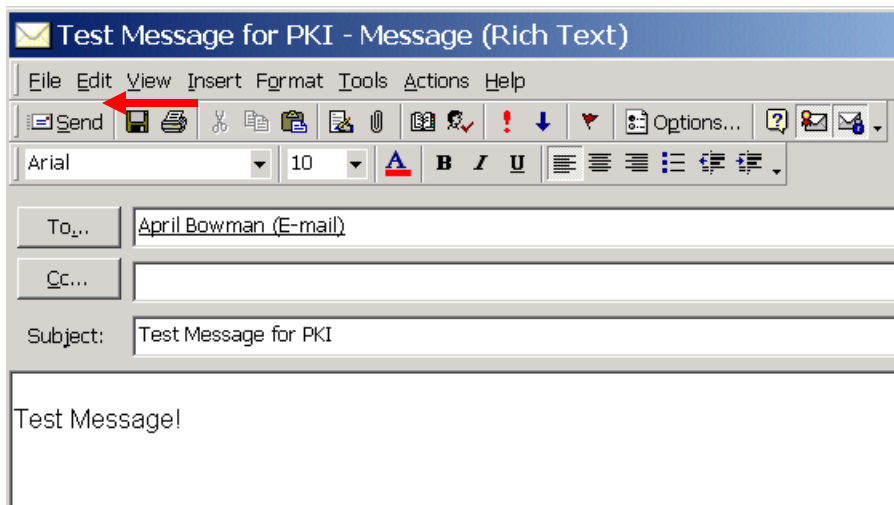 Test Message for PKI - Message (Rich Text)
File Edit View Insert Format Tools Actions Help
Send Options...
Arial 10 A B I U
To... April Bowman (E-mail)
Cc...
Subject: Test Message for PKI
Test Message!